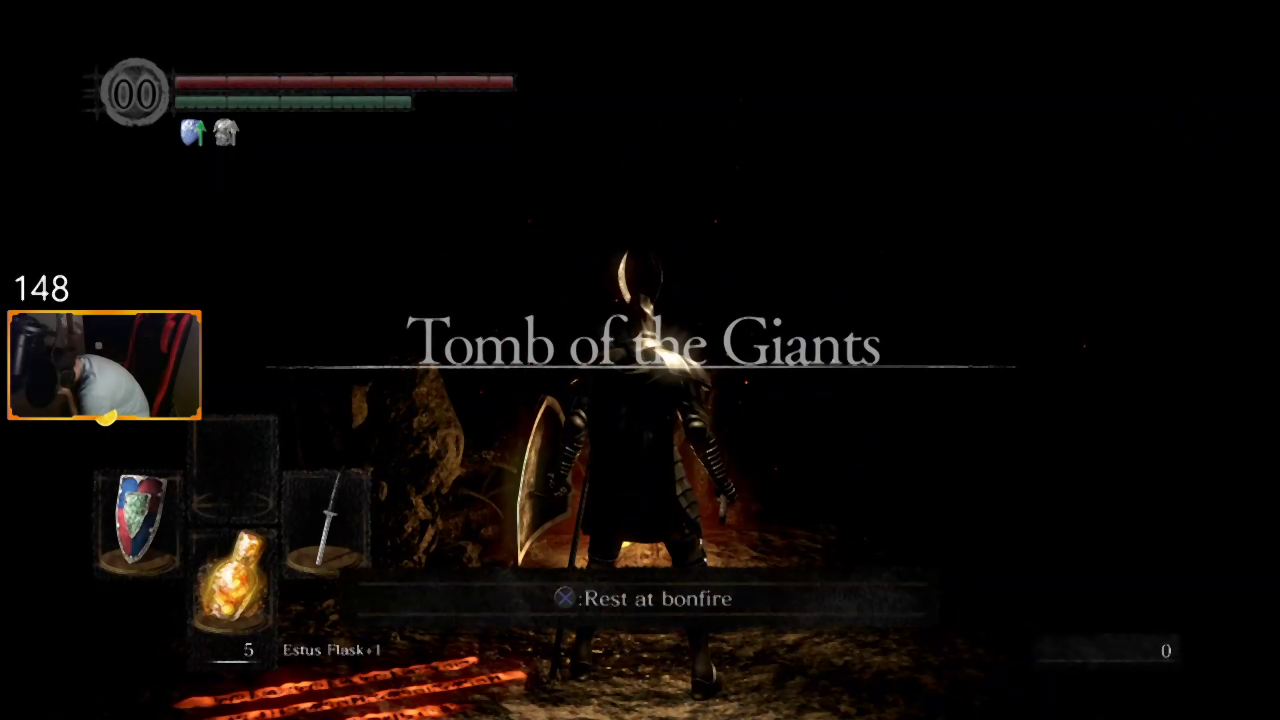 00
148
Tomb of the Giants
:Rest at bonfire
5
Estus Flask+1
0